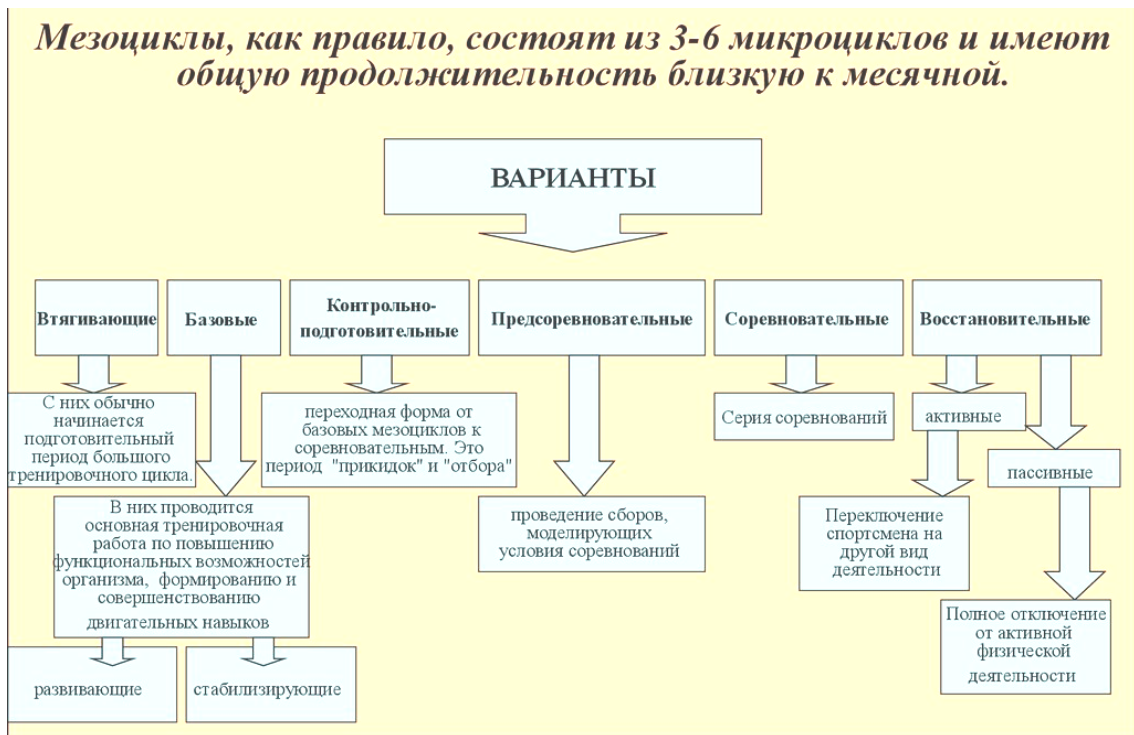 Мезоциклы, как правило, состоят из 3-6 микроциклов и имеют
общую продолжительность близкую к месячной.
ВАРИАНТЫ
Втягивающие
Базовые
Контрольно-
подготовительные
Предсоревновательные
Соревновательные
Восстановительные
С них обычно
начинается
подготовительный
период большого
тренировочного цикла.
переходная форма от
базовых мезоциклов к
соревновательным. Это
период "прикидок" и "отбора"
Серия соревнований
активные
пассивные
В них проводится
основная тренировочная
работа по повышению
функциональных возможностей
организма, формированию и
совершенствованию
двигательных навыков
проведение сборов,
моделирующих
условия соревнований
Переключение
спортсмена на
другой вид
деятельности
Полное отключение
от активной
физической
деятельности
развивающие
стабилизирующие